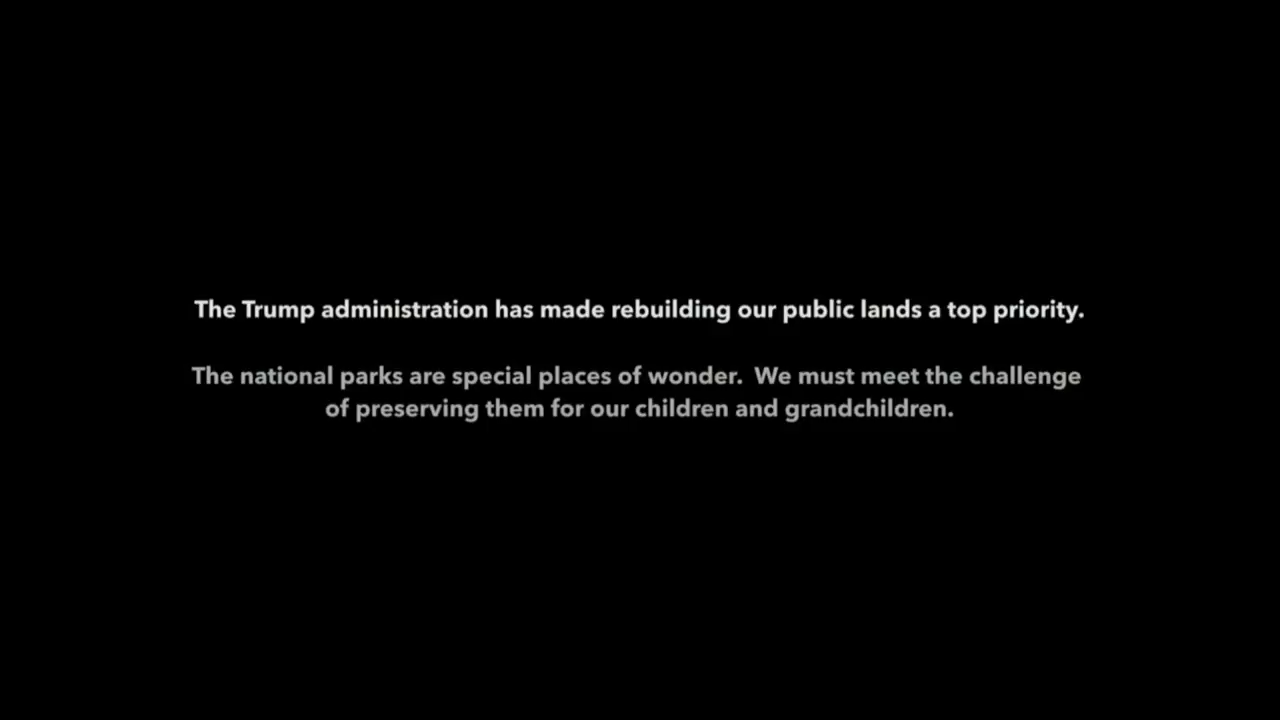 The Trump administration has made rebuilding our public lands a top priority.
The national parks are special places of wonder.  We must meet the challenge
of preserving them for our children and grandchildren.